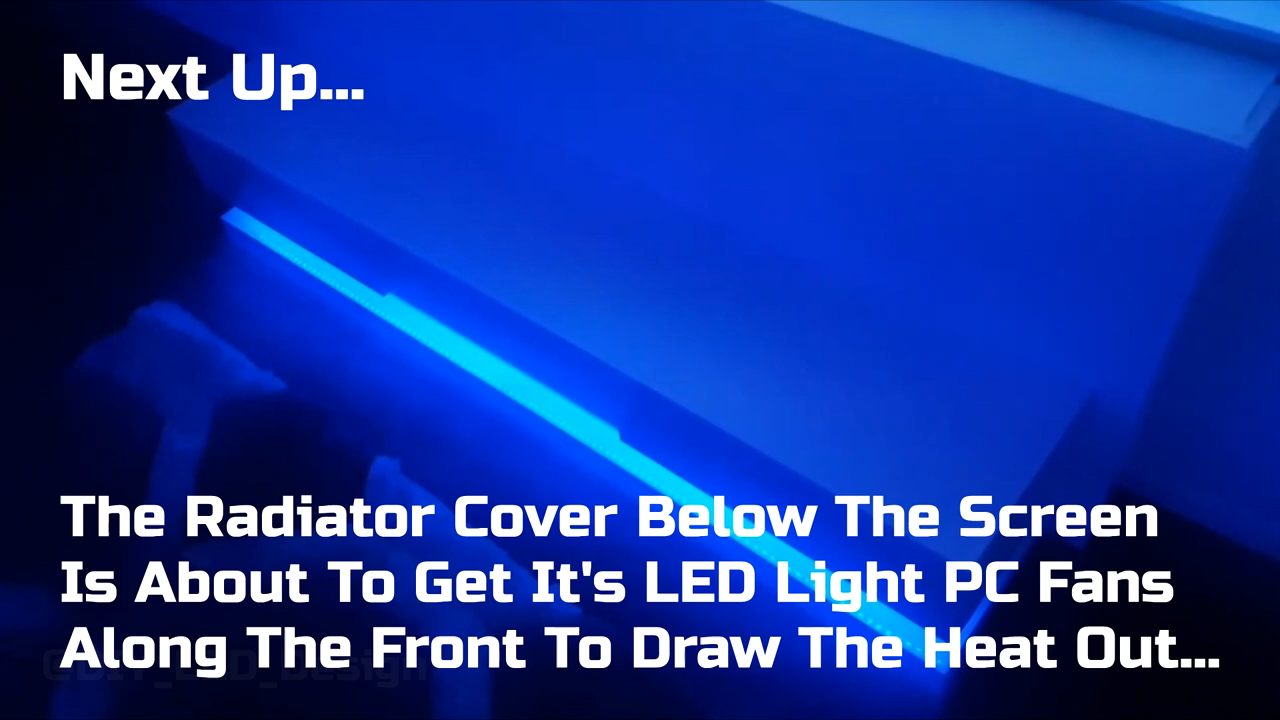 Next Up...
The Radiator Cover Below The Screen
Is About To Get It's LED Light PC Fans
Along The Front To Draw The Heat Out...